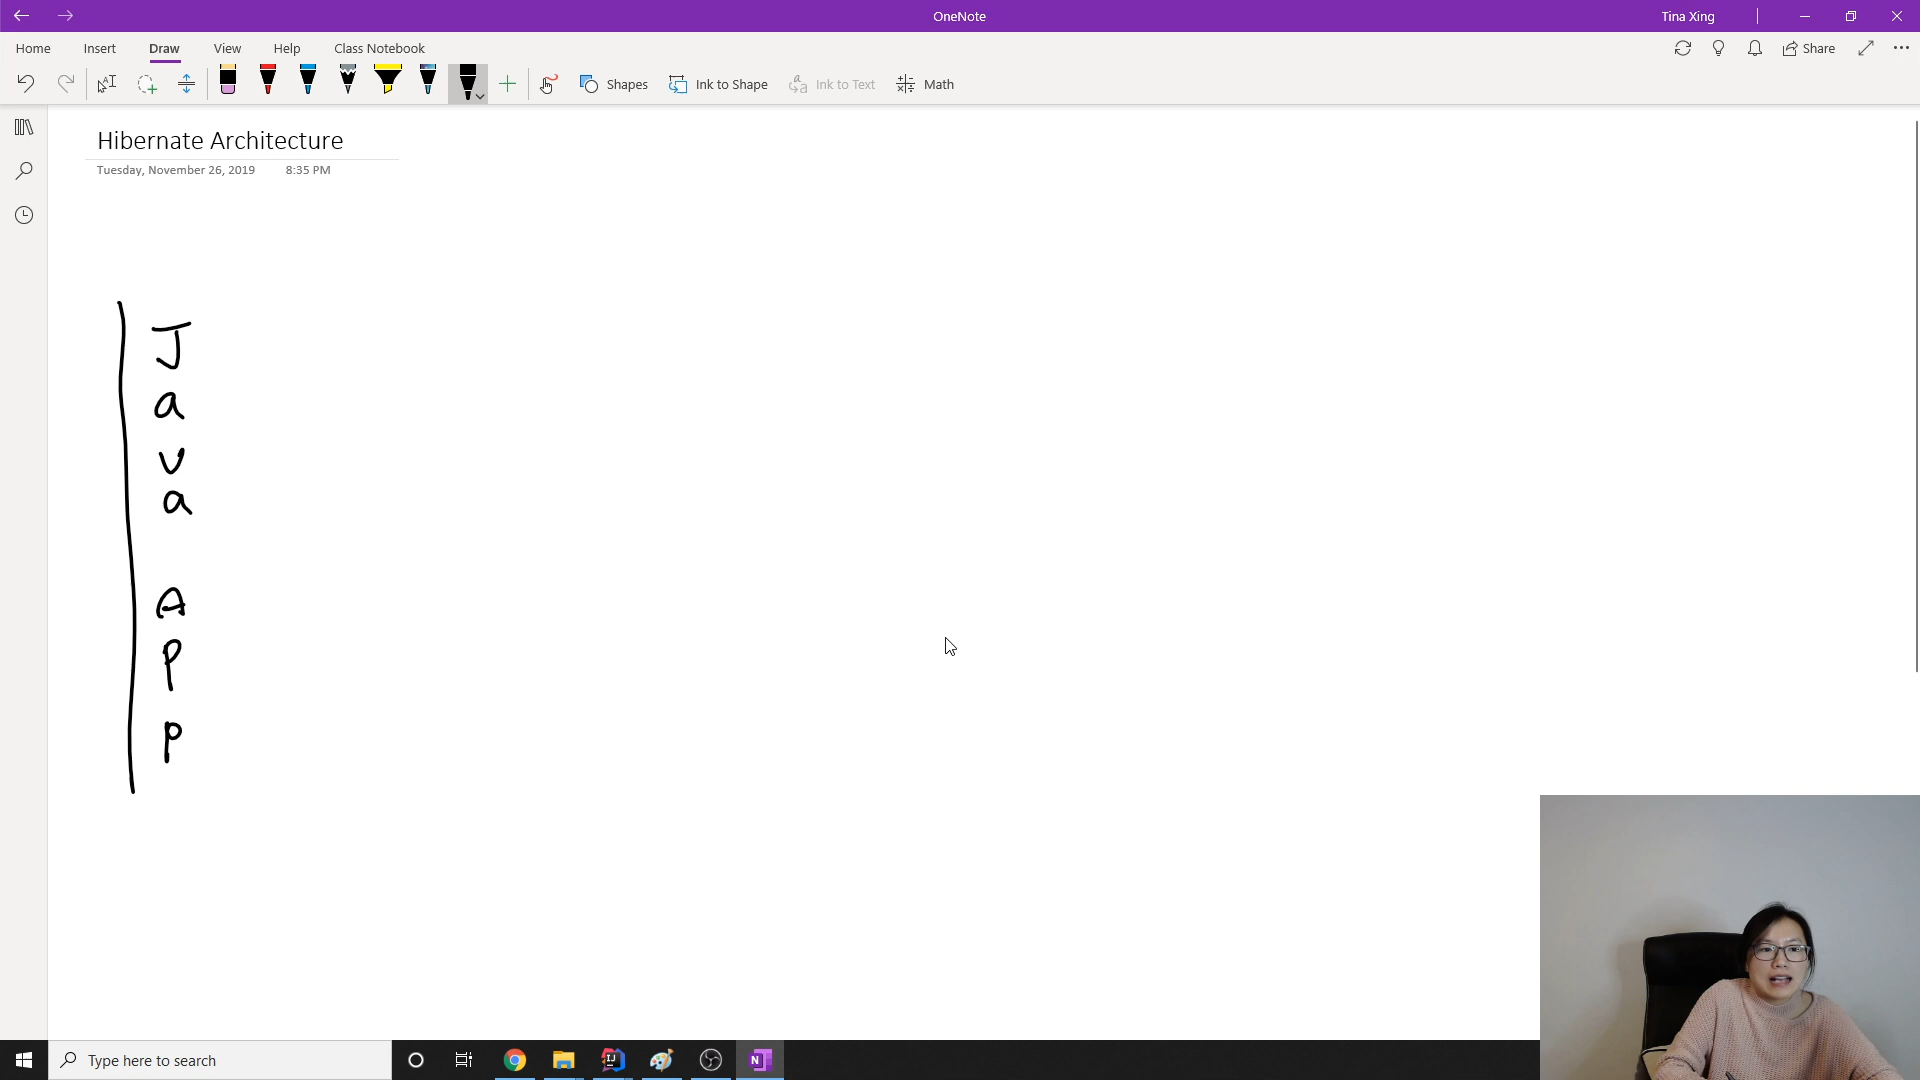 OneNote
Tina Xing
Home Insert Draw View Help Class Notebook
Share
Shapes Ink to Shape Ink to Text Math
Hibernate Architecture
Tuesday, November 26, 2019 8:35 PM
J
a
v
a
A
P
P
Type here to search